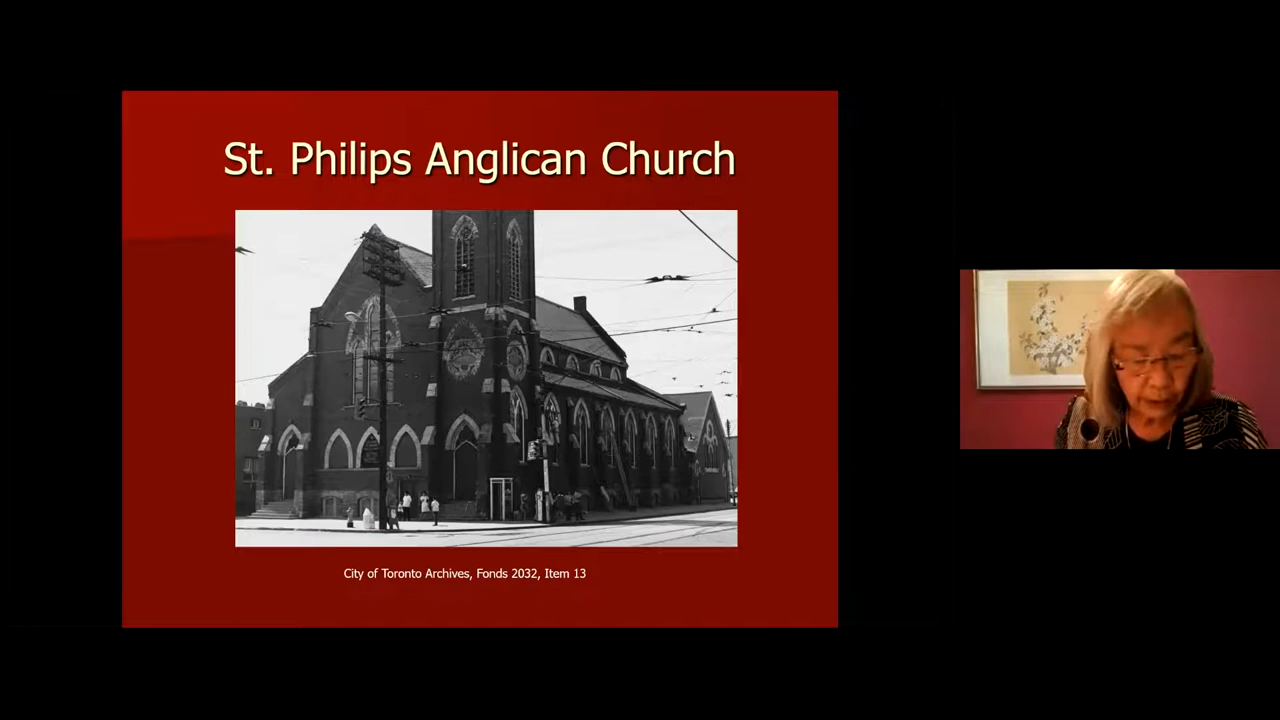 St. Philips Anglican Church
City of Toronto Archives, Fonds 2032, Item 13